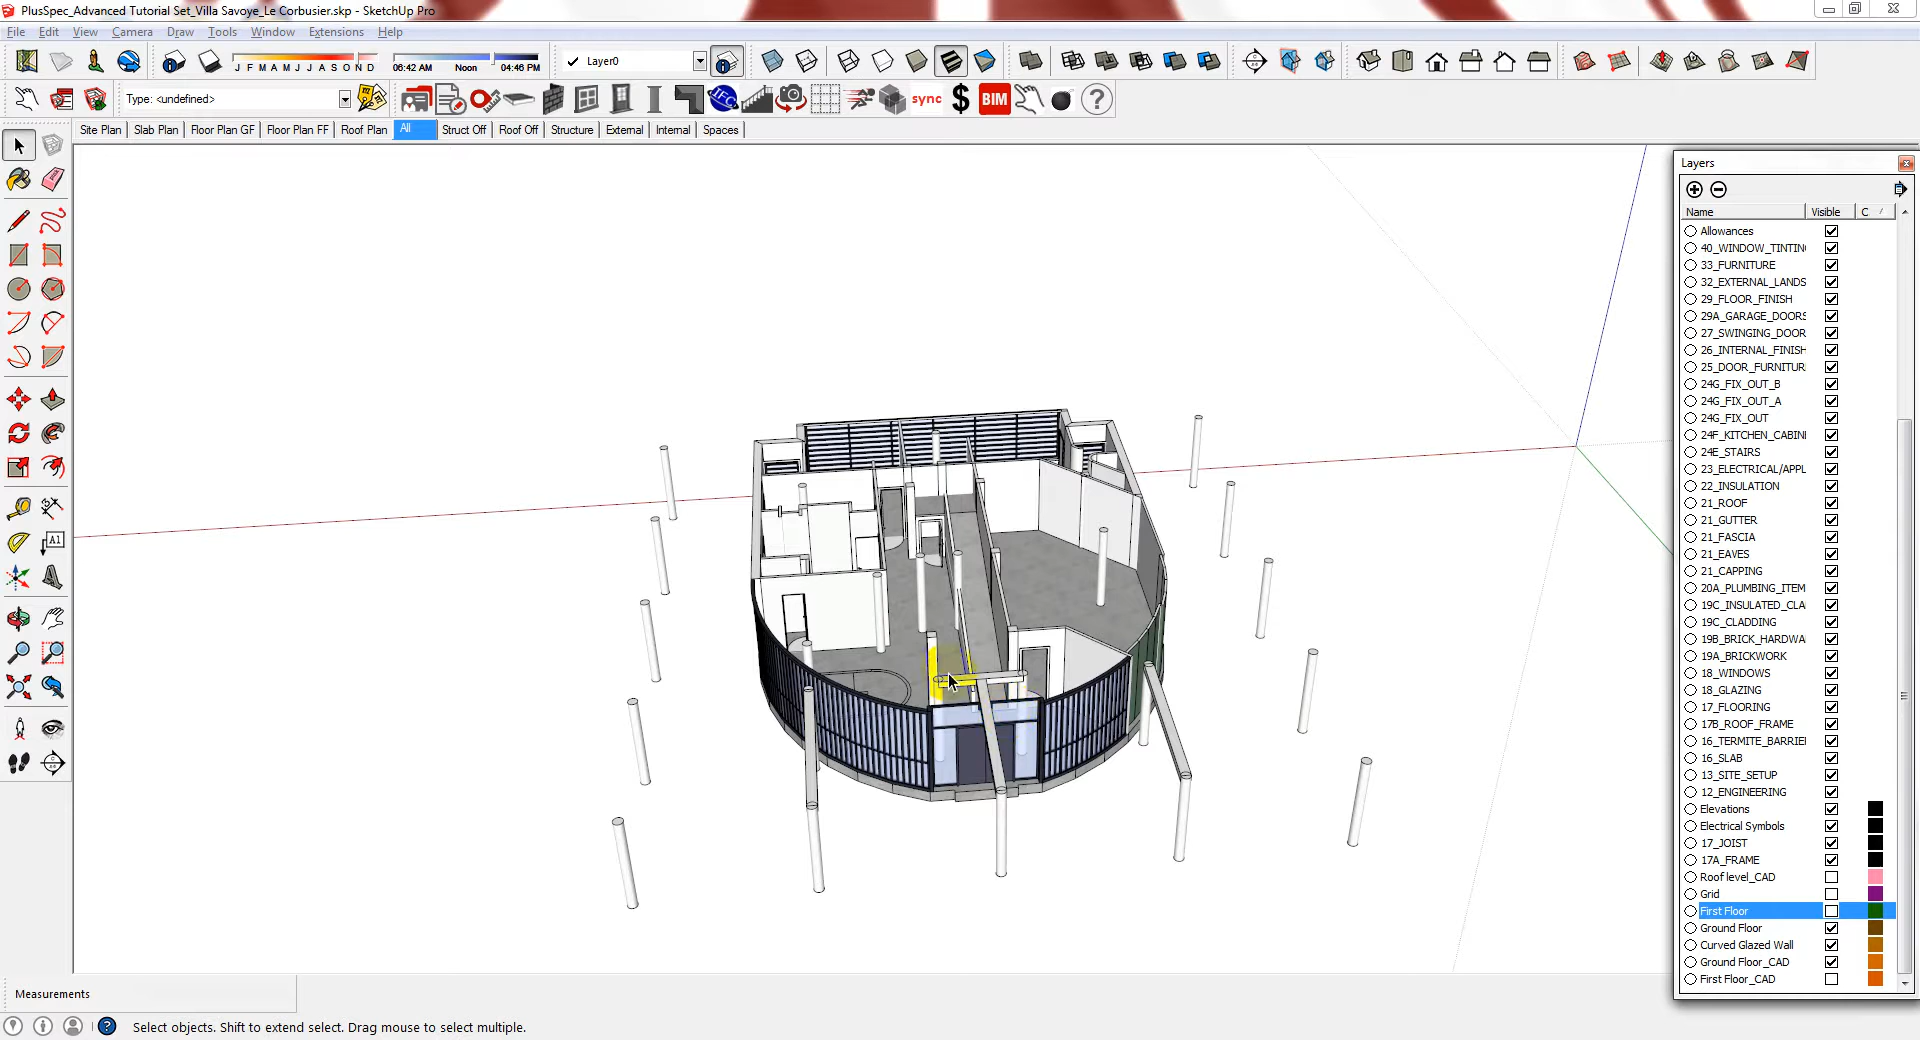 PlusSpec_Advanced Tutorial Set_Villa Savoye_Le Corbusier.skp - SketchUp Pro
File Edit View Camera Draw Tools Window Extensions Help
J F M A M J J A S O N D
06:42 AM Noon 04:46 PM
Layer0
Type: <undefined>
IFC
sync
$
BIM
?
Site Plan Slab Plan Floor Plan GF Floor Plan FF Roof Plan All Struct Off Roof Off Structure External Internal Spaces
A1
Layers
Name Visible C
Allowances
40_WINDOW_TINTIN
33_FURNITURE
32_EXTERNAL_LANDS
29_FLOOR_FINISH
29A_GARAGE_DOORS
27_SWINGING_DOOR
26_INTERNAL_FINISH
25_DOOR_FURNITUR
24G_FIX_OUT_B
24G_FIX_OUT_A
24G_FIX_OUT
24F_KITCHEN_CABIN
24E_STAIRS
23_ELECTRICAL/APPL
22_INSULATION
21_ROOF
21_GUTTER
21_FASCIA
21_EAVES
21_CAPPING
20A_PLUMBING_ITEM
19C_INSULATED_CLA
19C_CLADDING
19B_BRICK_HARDWA
19A_BRICKWORK
18_WINDOWS
18_GLAZING
17_FLOORING
17B_ROOF_FRAME
16_TERMITE_BARRIE
16_SLAB
13_SITE_SETUP
12_ENGINEERING
Elevations
Electrical Symbols
17_JOIST
17A_FRAME
Roof level_CAD
Grid
First Floor
Ground Floor
Curved Glazed Wall
Ground Floor_CAD
First Floor_CAD
Measurements
Select objects. Shift to extend select. Drag mouse to select multiple.